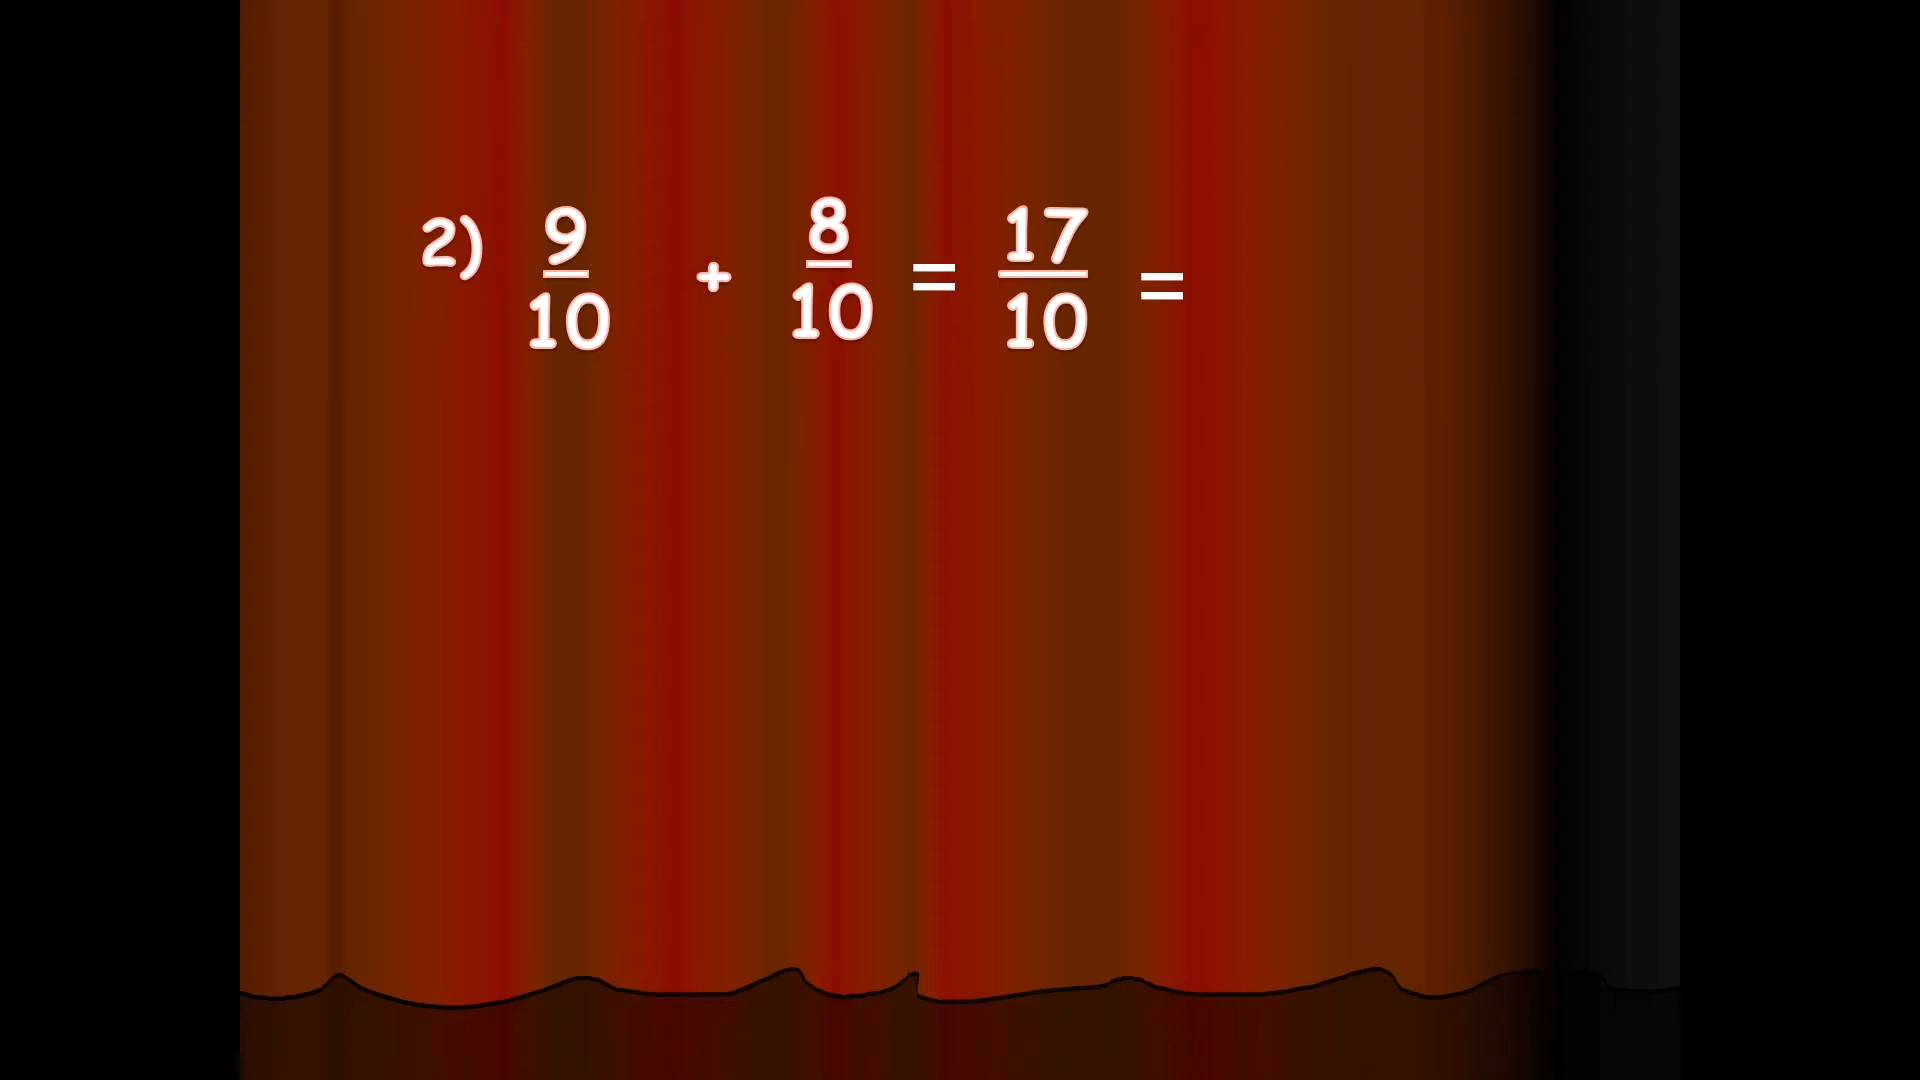 2) 9/10 + 8/10 = 17/10 =